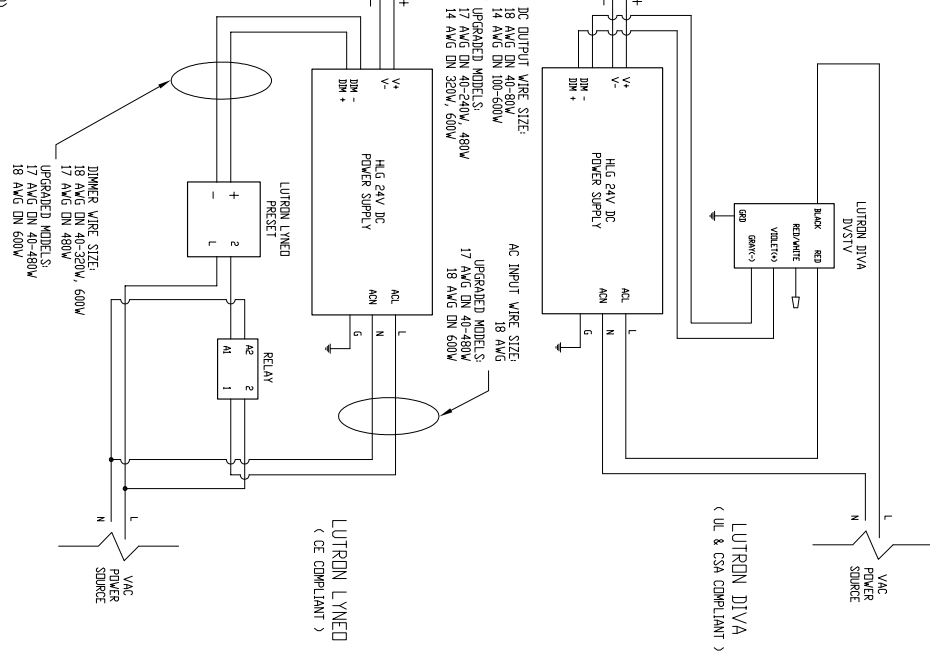 LUTRON DIVA
( UL & CSA COMPLIANT )
VAC
POWER
SOURCE
L
N
LUTRON DIVA
DVSTV
BLACK
RED
RED/WHITE
VIOLET(+)
GRAY(-)
GRD
HLG 24V DC
POWER SUPPLY
V+
V-
DIM -
DIM +
ACL
ACN
L
N
G
+
-
DC OUTPUT WIRE SIZE:
18 AWG ON 40-80W
14 AWG ON 100-600W
UPGRADED MODELS:
17 AWG ON 40-240W, 480W
14 AWG ON 320W, 600W
AC INPUT WIRE SIZE:
18 AWG
UPGRADED MODELS:
17 AWG ON 40-480W
18 AWG ON 600W
LUTRON LYNEO
( CE COMPLIANT )
HLG 24V DC
POWER SUPPLY
V+
V-
DIM -
DIM +
ACL
ACN
L
N
G
+
-
LUTRON LYNEO
PRESET
+
-
2
L
RELAY
A2
2
A1
1
L
N
VAC
POWER
SOURCE
DIMMER WIRE SIZE:
18 AWG ON 40-320W, 600W
17 AWG ON 480W
UPGRADED MODELS:
17 AWG ON 40-480W
18 AWG ON 600W